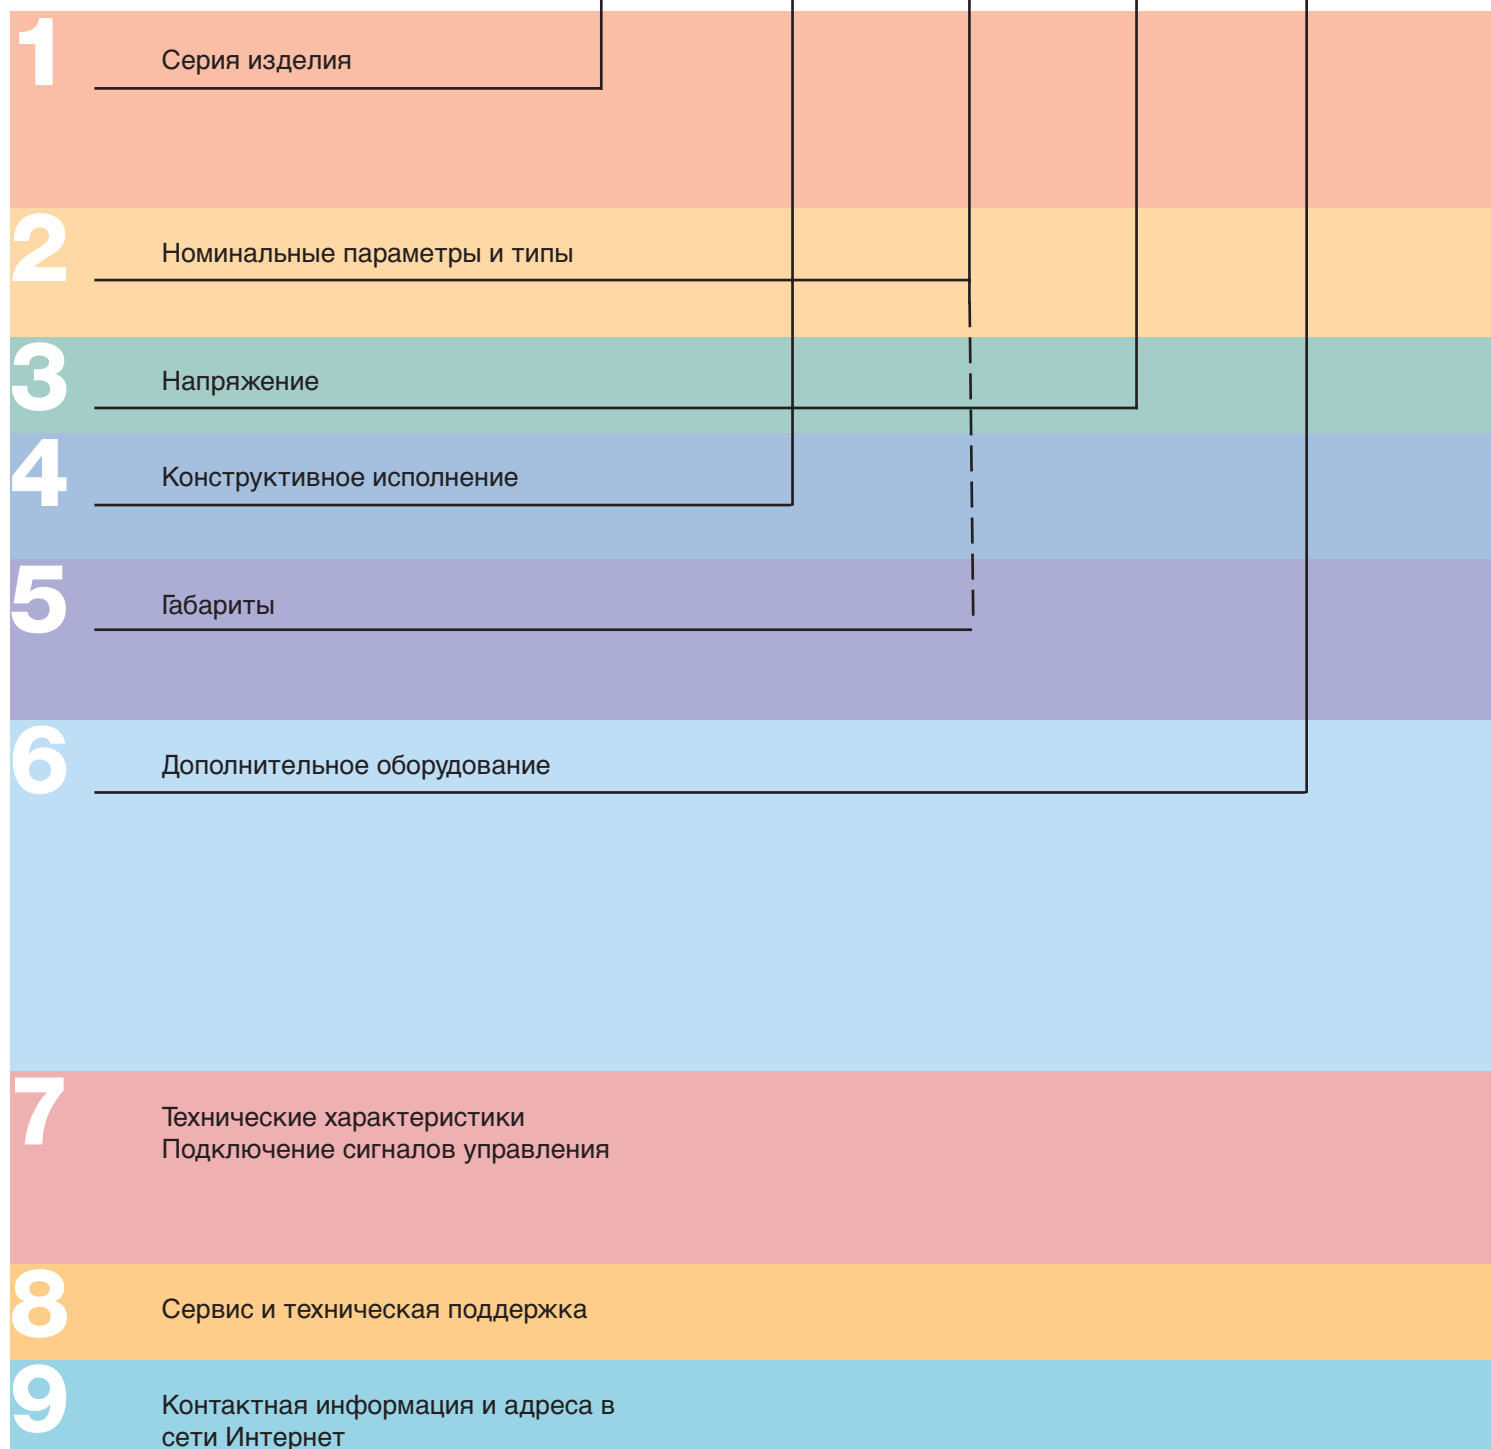 1
Серия изделия
2
Номинальные параметры и типы
3
Напряжение
4
Конструктивное исполнение
5
Габариты
6
Дополнительное оборудование
7
Технические характеристики
Подключение сигналов управления
8
Сервис и техническая поддержка
9
Контактная информация и адреса в
сети Интернет